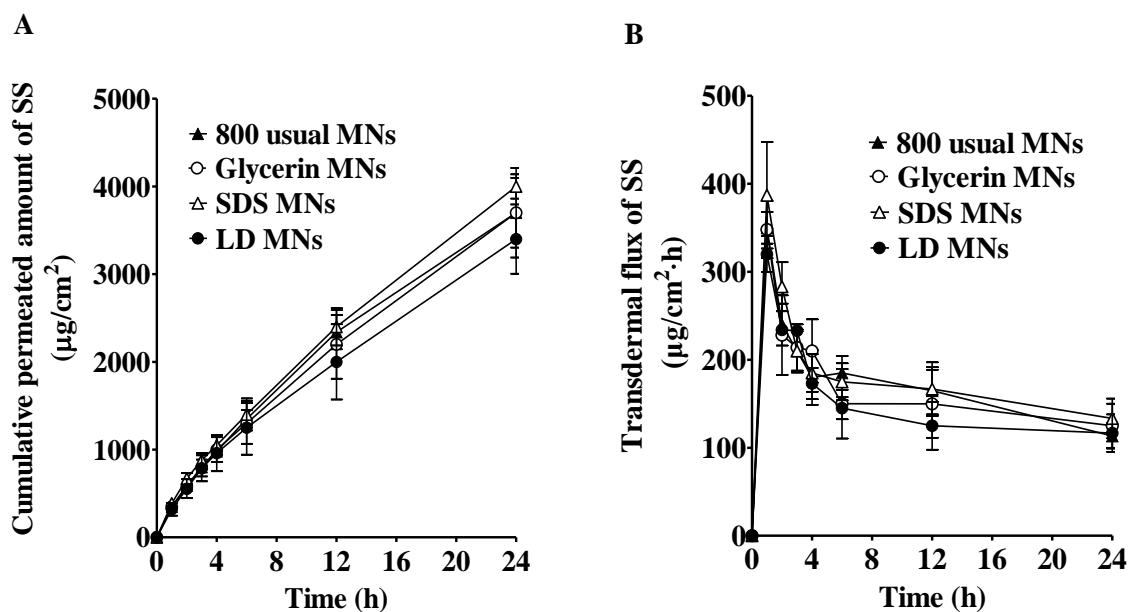 A
Cumulative permeated amount of SS
(μg/cm²)
5000
4000
3000
2000
1000
0
800 usual MNs
Glycerin MNs
SDS MNs
LD MNs
0 4 8 12 16 20 24
Time (h)
B
Transdermal flux of SS
(μg/cm²·h)
500
400
300
200
100
0
800 usual MNs
Glycerin MNs
SDS MNs
LD MNs
0 4 8 12 16 20 24
Time (h)